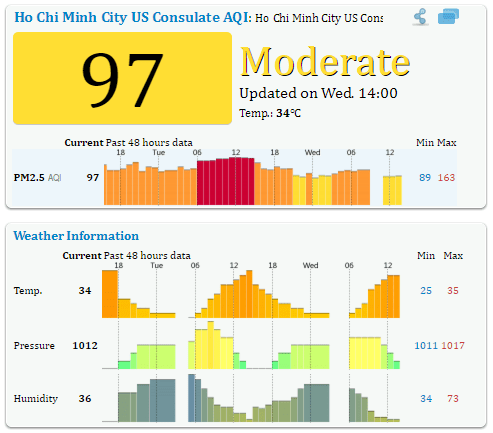 Ho Chi Minh City US Consulate AQI: Ho Chi Minh City US Cons
97
Moderate
Updated on Wed. 14:00
Temp.: 34°C
Current Past 48 hours data Min Max
18 Tue 06 12 18 Wed 06 12
PM2.5 AQI 97 89 163
Weather Information
Current Past 48 hours data Min Max
18 Tue 06 12 18 Wed 06 12
Temp. 34 25 35
Pressure 1012 1011 1017
Humidity 36 34 73